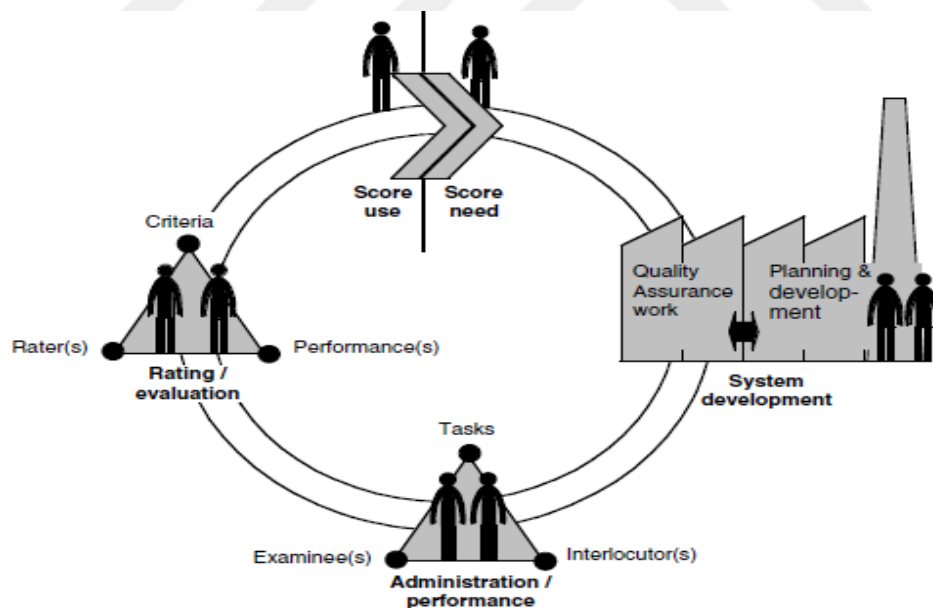 Score
use
Score
need
Criteria
Rater(s)
Performance(s)
Rating /
evaluation
Quality
Assurance
work
Planning &
develop-
ment
System
development
Tasks
Examinee(s)
Interlocutor(s)
Administration /
performance